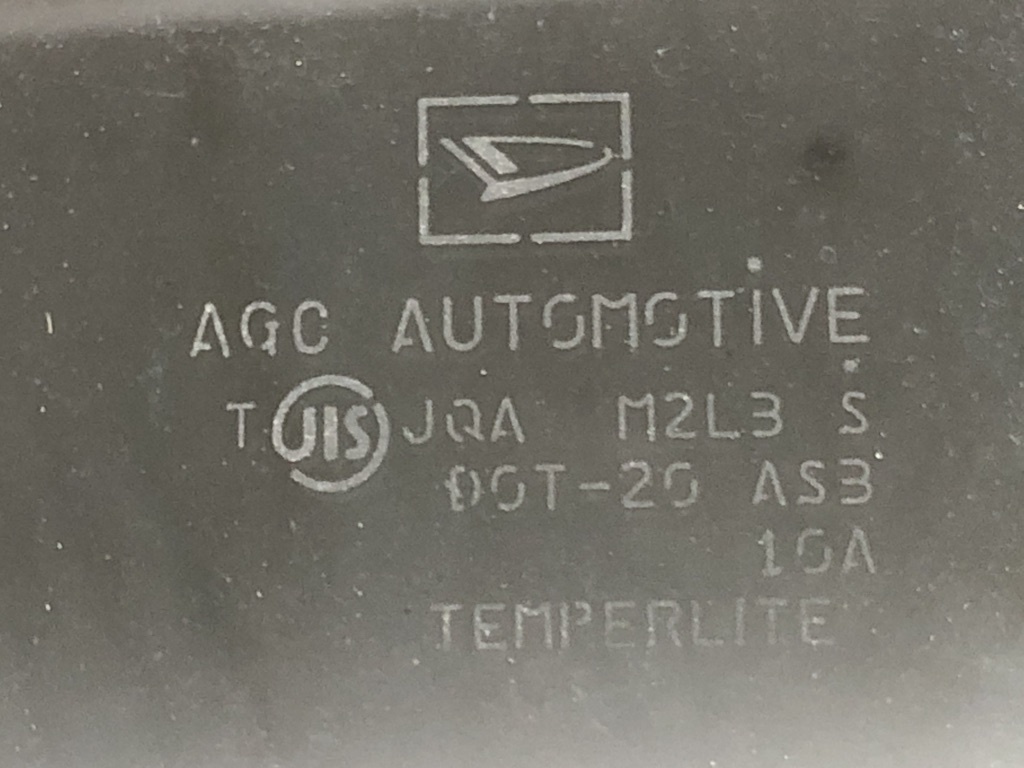 AGC AUTOMOTIVE
T JIS JQA M2L3 S
DOT-20 AS3
10A
TEMPERLITE